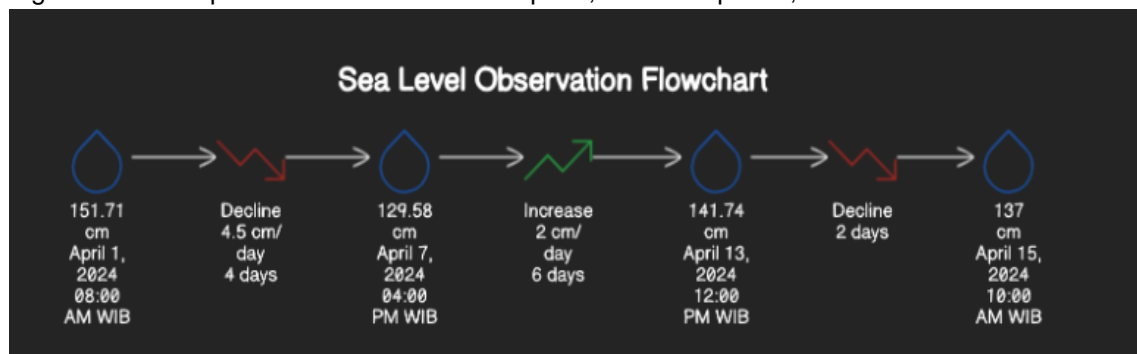 Sea Level Observation Flowchart
151.71
cm
April 1,
2024
08:00
AM WIB
Decline
4.5 cm/
day
4 days
129.58
cm
April 7,
2024
04:00
PM WIB
Increase
2 cm/
day
6 days
141.74
cm
April 13,
2024
12:00
PM WIB
Decline
2 days
137
cm
April 15,
2024
10:00
AM WIB